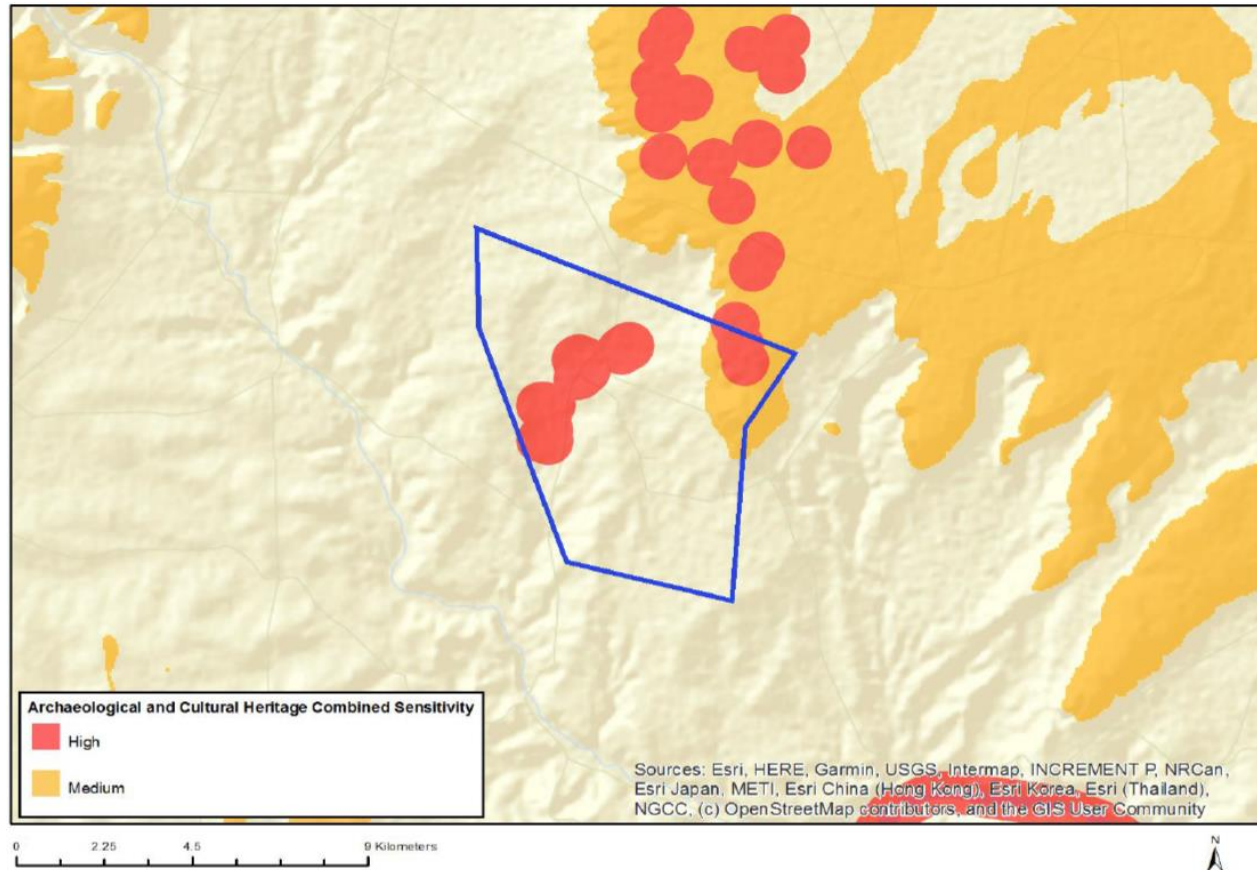 Archaeological and Cultural Heritage Combined Sensitivity
High
Medium
Sources: Esri, HERE, Garmin, USGS, Intermap, INCREMENT P, NRCan,
Esri Japan, METI, Esri China (Hong Kong), Esri Korea, Esri (Thailand),
NGCC, (c) OpenStreetMap contributors, and the GIS User Community
0 2.25 4.5 9 Kilometers
N